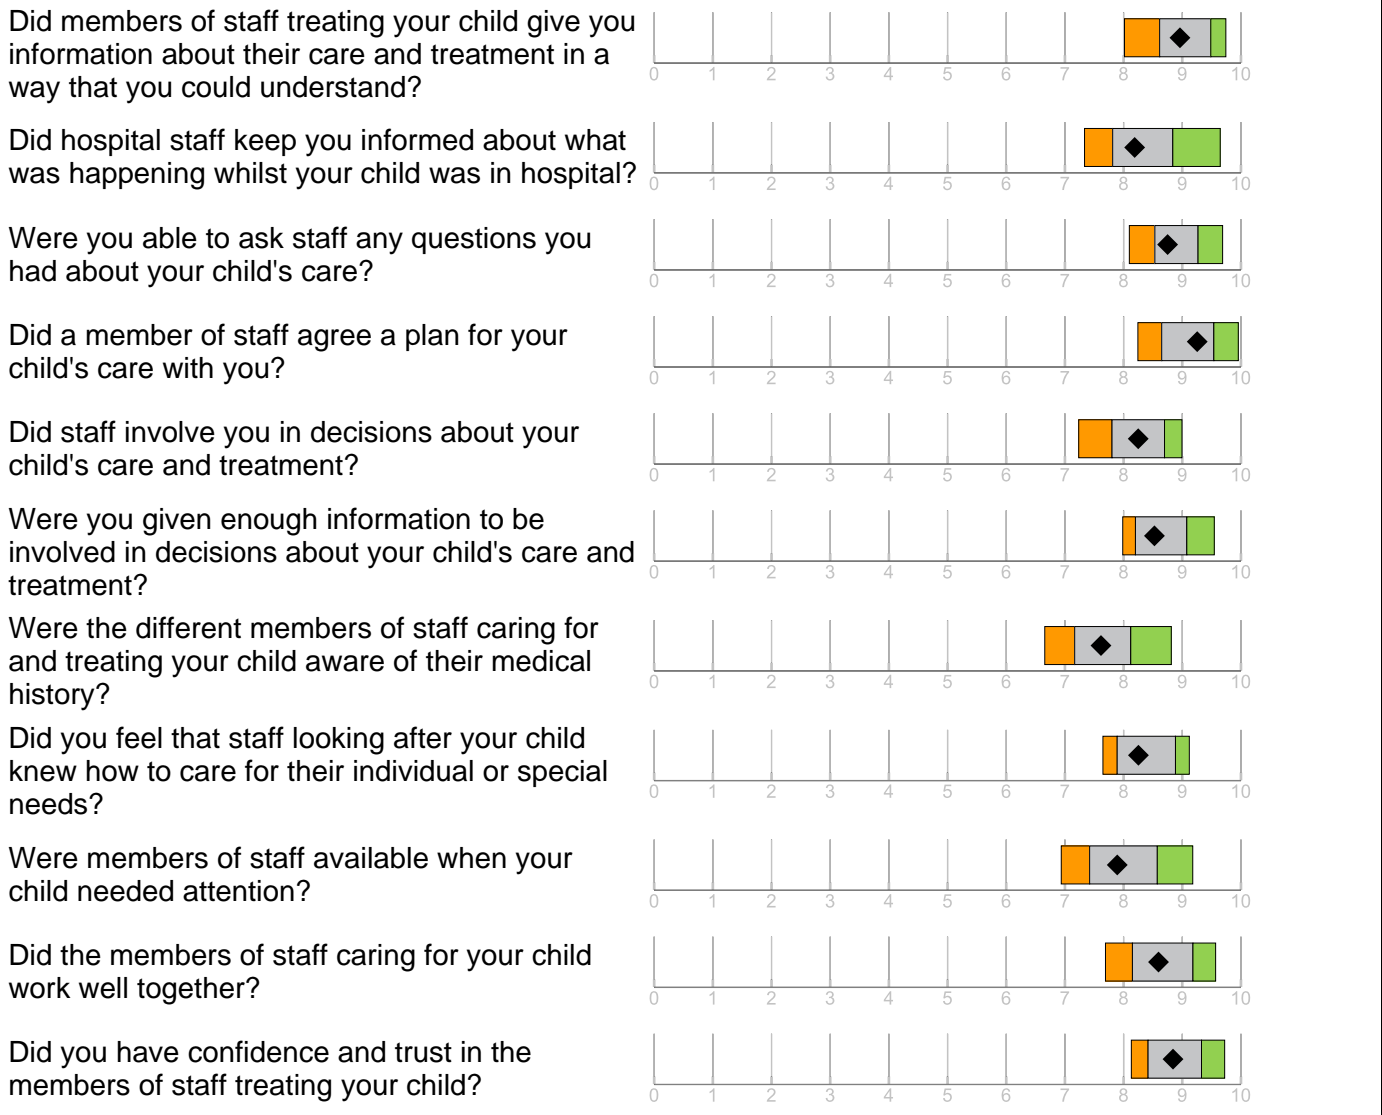 Did members of staff treating your child give you
information about their care and treatment in a
way that you could understand?
0 1 2 3 4 5 6 7 8 9 10
Did hospital staff keep you informed about what
was happening whilst your child was in hospital?
0 1 2 3 4 5 6 7 8 9 10
Were you able to ask staff any questions you
had about your child's care?
0 1 2 3 4 5 6 7 8 9 10
Did a member of staff agree a plan for your
child's care with you?
0 1 2 3 4 5 6 7 8 9 10
Did staff involve you in decisions about your
child's care and treatment?
0 1 2 3 4 5 6 7 8 9 10
Were you given enough information to be
involved in decisions about your child's care and
treatment?
0 1 2 3 4 5 6 7 8 9 10
Were the different members of staff caring for
and treating your child aware of their medical
history?
0 1 2 3 4 5 6 7 8 9 10
Did you feel that staff looking after your child
knew how to care for their individual or special
needs?
0 1 2 3 4 5 6 7 8 9 10
Were members of staff available when your
child needed attention?
0 1 2 3 4 5 6 7 8 9 10
Did the members of staff caring for your child
work well together?
0 1 2 3 4 5 6 7 8 9 10
Did you have confidence and trust in the
members of staff treating your child?
0 1 2 3 4 5 6 7 8 9 10